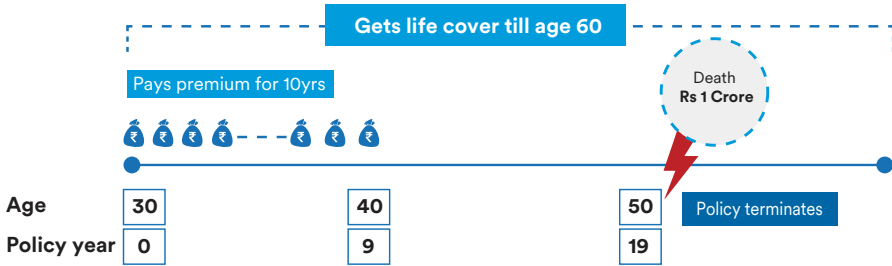 Gets life cover till age 60
Pays premium for 10yrs
Death
Rs 1 Crore
₹ ₹ ₹ ₹ ₹ ₹ ₹
Age 30 40 50 Policy terminates
Policy year 0 9 19